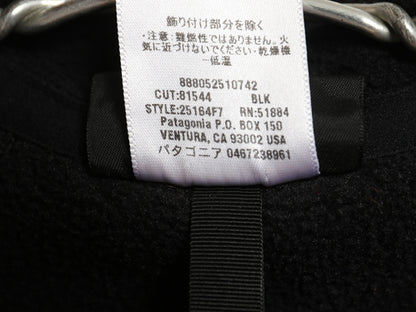 飾り付け部分を除く
・注意：難燃性ではありません。火
気に近づけないでください・乾燥機
－低温
888052510742
CUT:81544 BLK
STYLE:25164F7 RN:51884
Patagonia P.O. BOX 150
VENTURA, CA 93002 USA
パタゴニア 0467238961